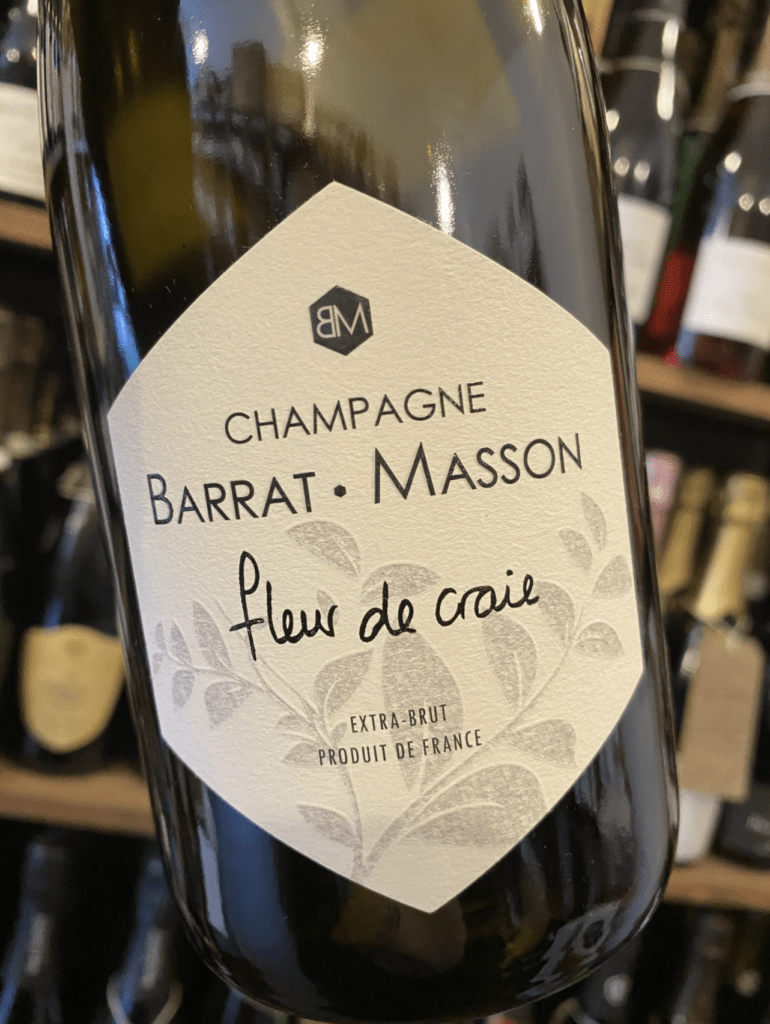 BM
CHAMPAGNE
BARRAT • MASSON
fleur de craie
EXTRA-BRUT
PRODUIT DE FRANCE